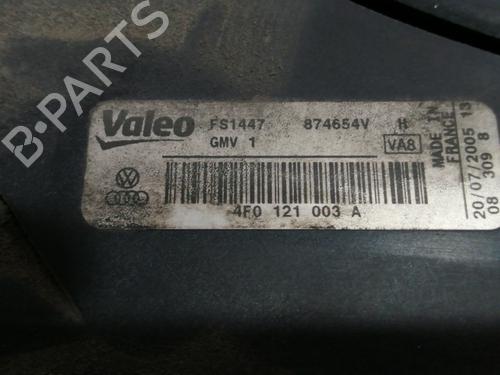 Valeo FS1447 874654V H
GMV 1 VA8
4F0 121 003 A
MADE IN
FRANCE
20/07/2005 13
08 309 8
B-PARTS